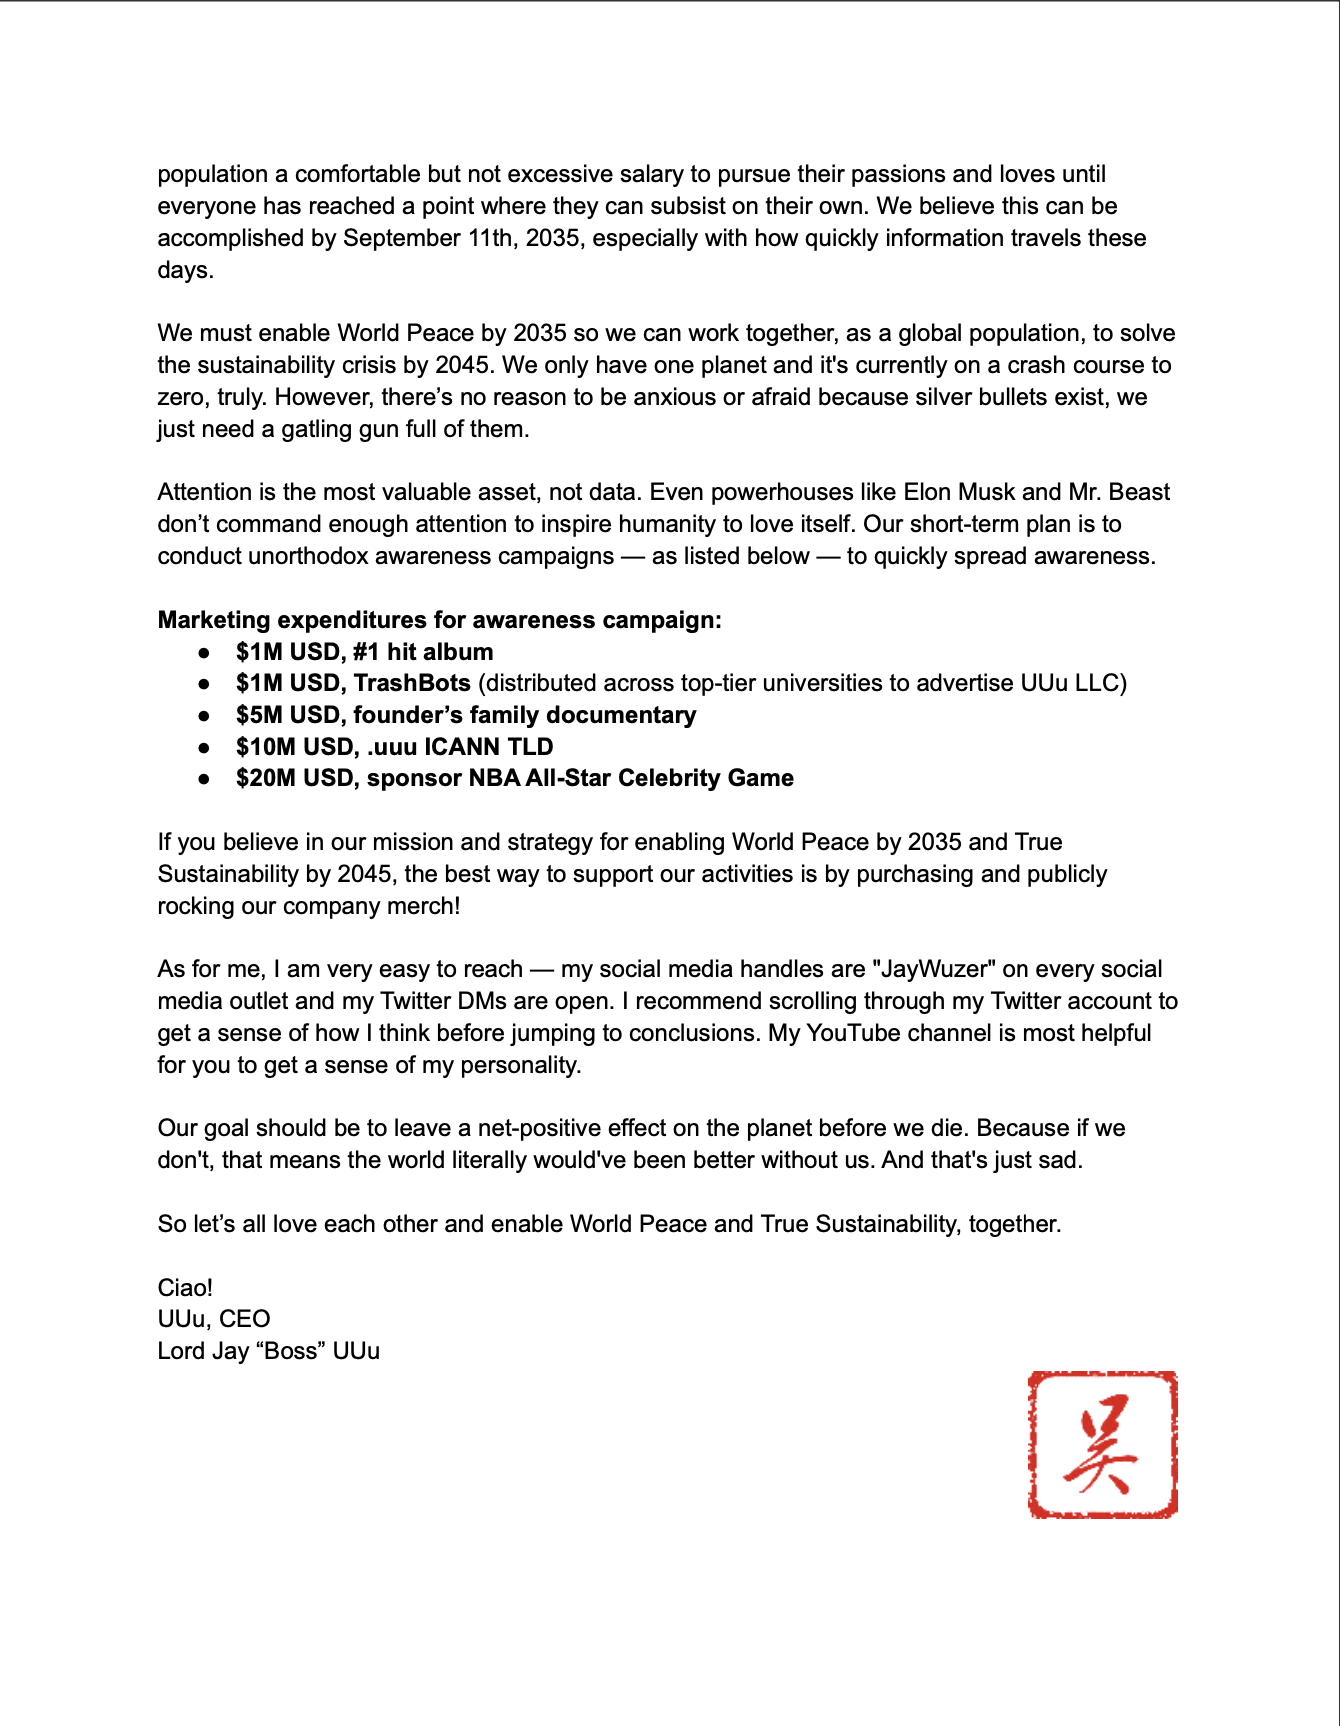 population a comfortable but not excessive salary to pursue their passions and loves until
everyone has reached a point where they can subsist on their own. We believe this can be
accomplished by September 11th, 2035, especially with how quickly information travels these
days.
We must enable World Peace by 2035 so we can work together, as a global population, to solve
the sustainability crisis by 2045. We only have one planet and it's currently on a crash course to
zero, truly. However, there’s no reason to be anxious or afraid because silver bullets exist, we
just need a gatling gun full of them.
Attention is the most valuable asset, not data. Even powerhouses like Elon Musk and Mr. Beast
don’t command enough attention to inspire humanity to love itself. Our short-term plan is to
conduct unorthodox awareness campaigns — as listed below — to quickly spread awareness.
Marketing expenditures for awareness campaign:
● $1M USD, #1 hit album
● $1M USD, TrashBots (distributed across top-tier universities to advertise UUu LLC)
● $5M USD, founder’s family documentary
● $10M USD, .uuu ICANN TLD
● $20M USD, sponsor NBA All-Star Celebrity Game
If you believe in our mission and strategy for enabling World Peace by 2035 and True
Sustainability by 2045, the best way to support our activities is by purchasing and publicly
rocking our company merch!
As for me, I am very easy to reach — my social media handles are "JayWuzer" on every social
media outlet and my Twitter DMs are open. I recommend scrolling through my Twitter account to
get a sense of how I think before jumping to conclusions. My YouTube channel is most helpful
for you to get a sense of my personality.
Our goal should be to leave a net-positive effect on the planet before we die. Because if we
don't, that means the world literally would've been better without us. And that's just sad.
So let’s all love each other and enable World Peace and True Sustainability, together.
Ciao!
UUu, CEO
Lord Jay “Boss” UUu
吴